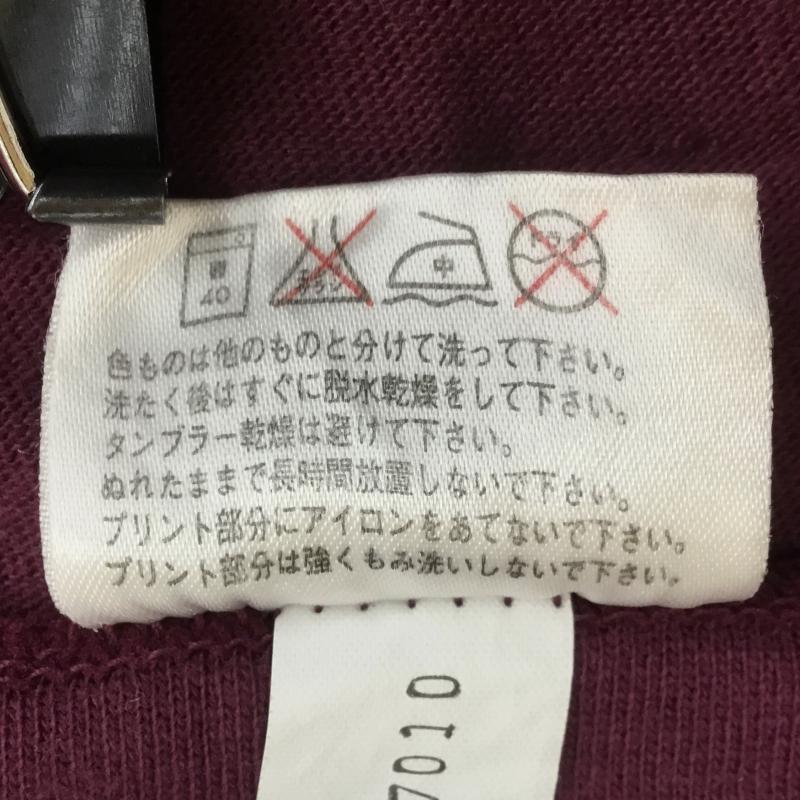 40
中
ドライ
色ものは他のものと分けて洗って下さい。
洗たく後はすぐに脱水乾燥をして下さい。
タンブラー乾燥は避けて下さい。
ぬれたままで長時間放置しないで下さい。
プリント部分にアイロンをあてないで下さい。
プリント部分は強くもみ洗いしないで下さい。
7010